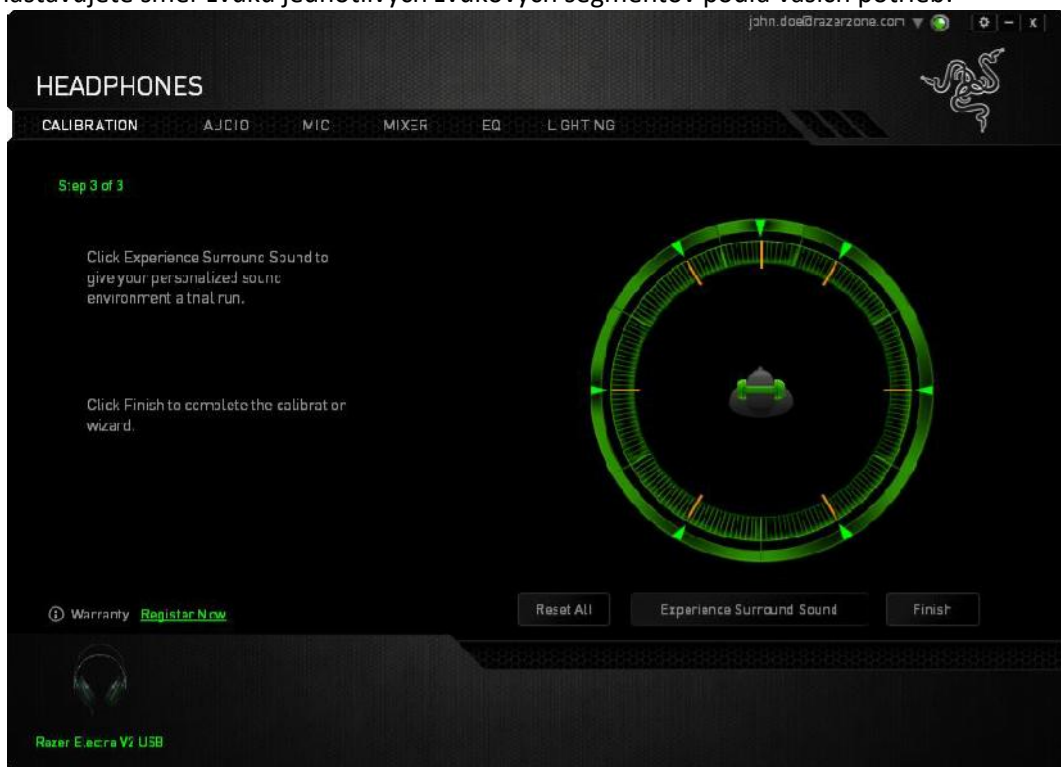 nastavujete smer zvuku jednotlivých zvukových segmentov podľa vašich potrieb.
john.doe@razerzone.com
HEADPHONES
CALIBRATION AUDIO MIC MIXER EQ LIGHTING
Step 3 of 3
Click Experience Surround Sound to
give your personalized sound
environment a trial run.
Click Finish to complete the calibration
wizard.
Warranty Register Now
Reset All Experience Surround Sound Finish
Razer Electra V2 USB